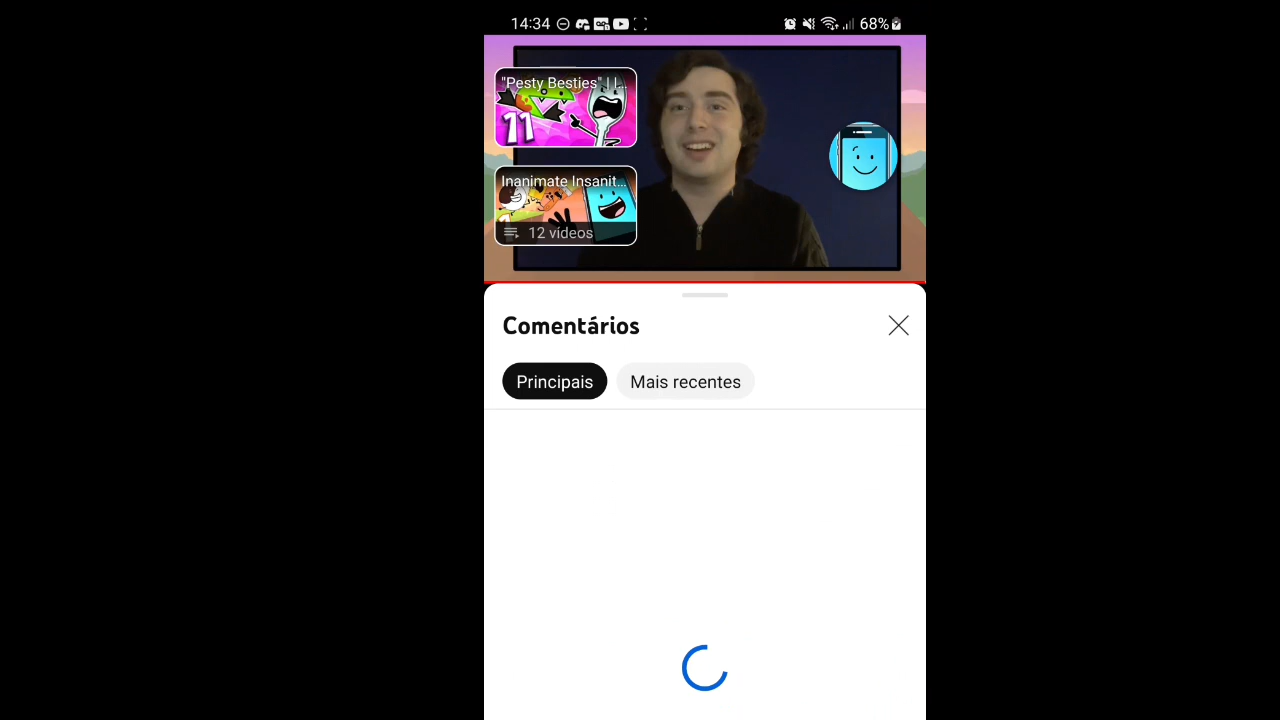 14:34
68%
"Pesty Besties" | I...
11
Inanimate Insanit...
12 vídeos
Comentários
Principais
Mais recentes